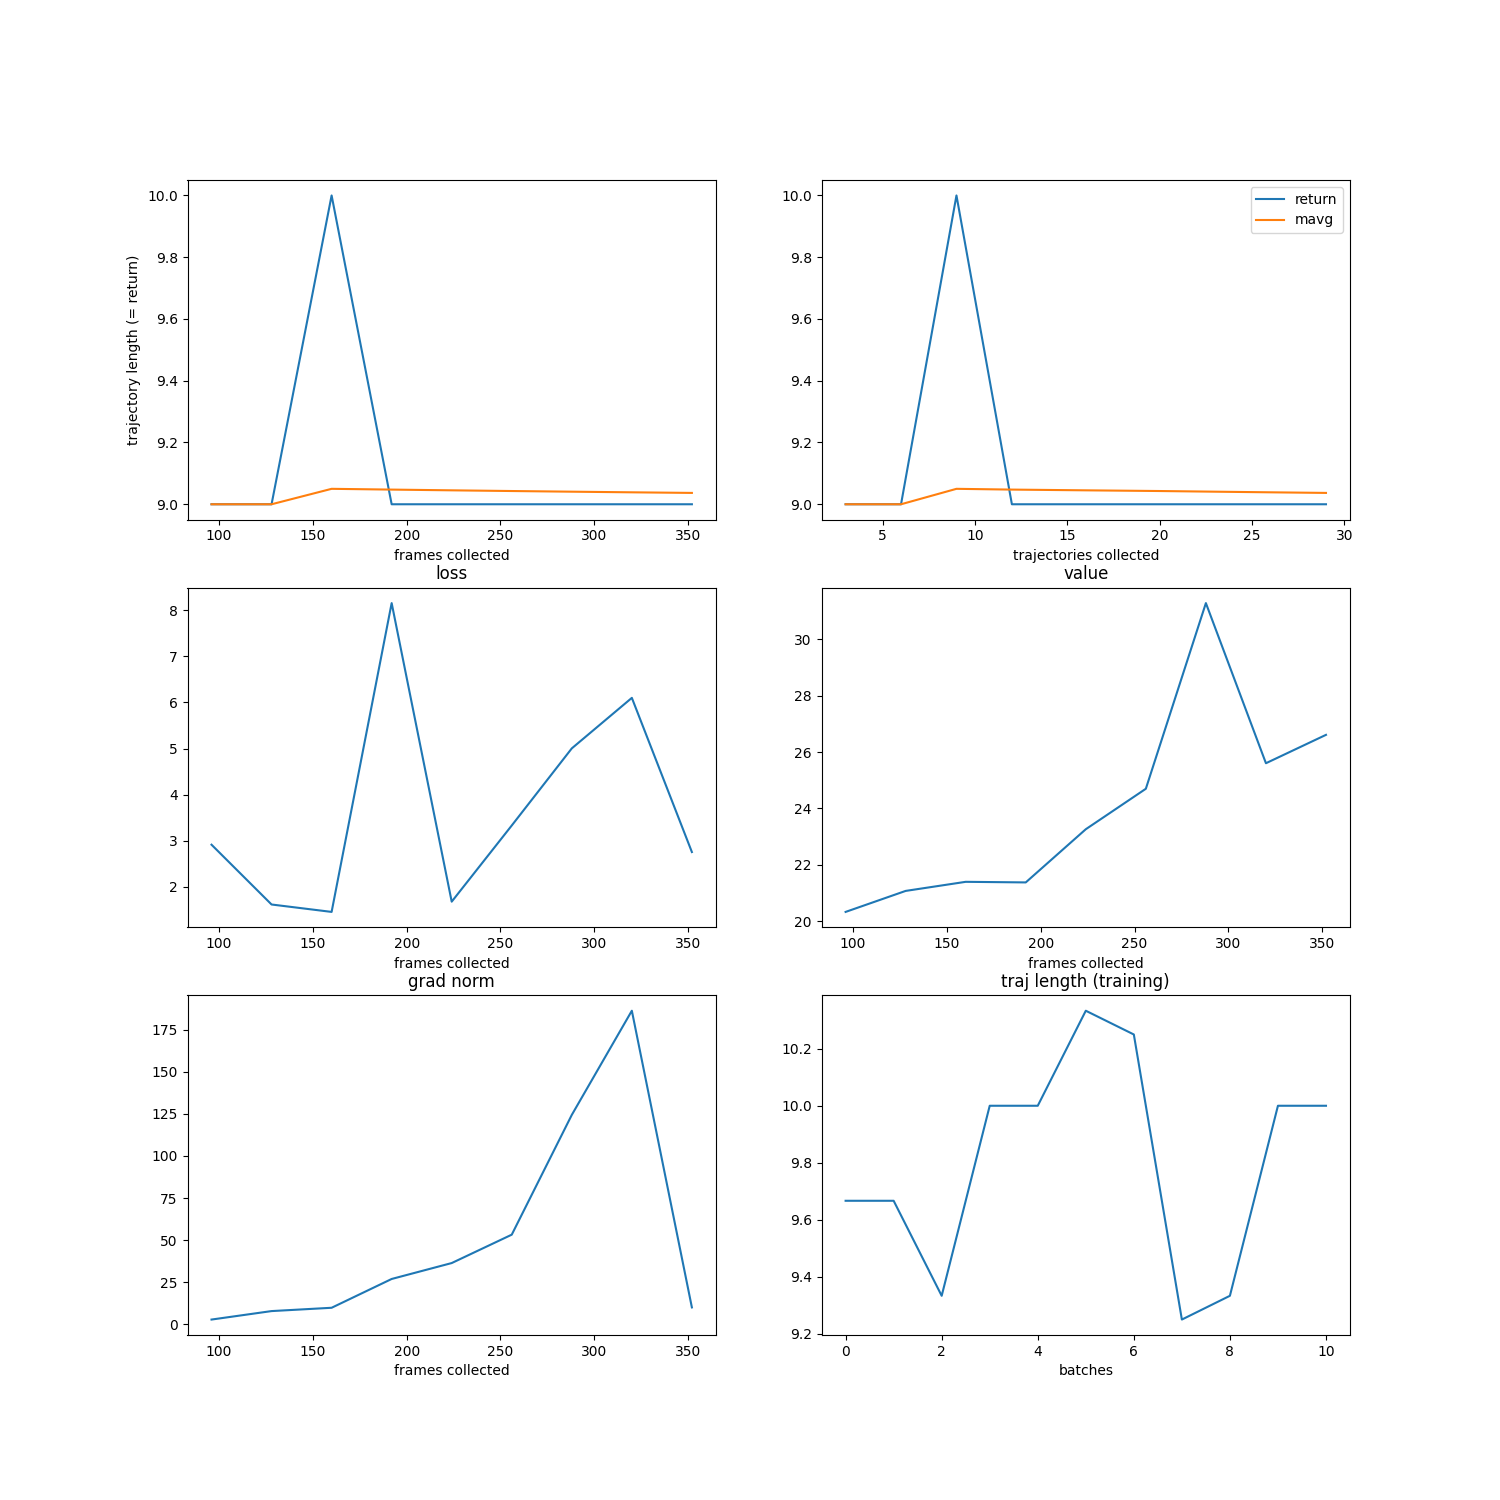 10.0
9.8
9.6
9.4
9.2
9.0
trajectory length (= return)
100 150 200 250 300 350
frames collected
10.0
9.8
9.6
9.4
9.2
9.0
return
mavg
5 10 15 20 25 30
trajectories collected
loss
8
7
6
5
4
3
2
100 150 200 250 300 350
frames collected
value
30
28
26
24
22
20
100 150 200 250 300 350
frames collected
grad norm
175
150
125
100
75
50
25
0
100 150 200 250 300 350
frames collected
traj length (training)
10.2
10.0
9.8
9.6
9.4
9.2
0 2 4 6 8 10
batches